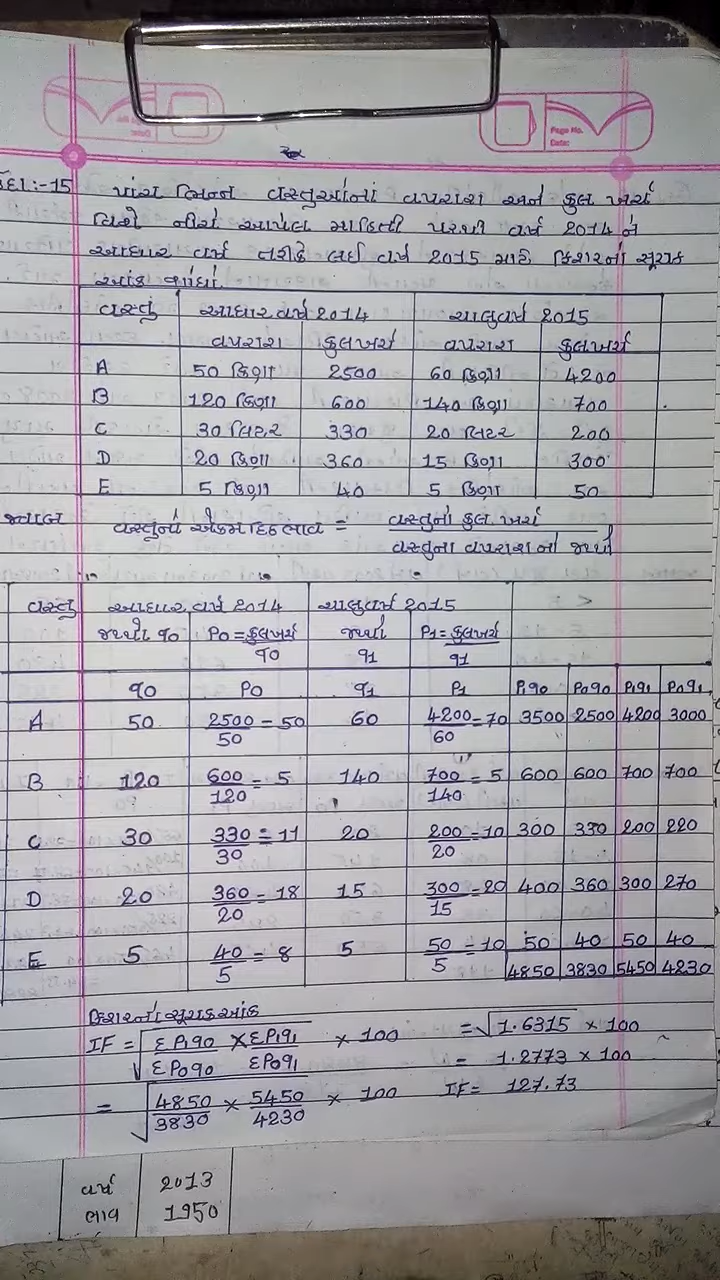 Page No.
Date:
ઉદા:-15 પાંચ ભિન્ન વસ્તુઓનાં વપરાશ અને કુલ ખર્ચ
વિશે નીચે આપેલ માહિતી પરથી વર્ષ 2014 ને
આધાર વર્ષ તરીકે લઈ વર્ષ 2015 માટે ફિશરનો સૂચક
આંક શોધો.
વસ્તુ આધાર વર્ષ 2014 ચાલુવર્ષ 2015
વપરાશ કુલખર્ચ વપરાશ કુલખર્ચ
A 50 કિગ્રા 2500 60 કિગ્રા 4200
B 120 કિગ્રા 600 140 કિગ્રા 700
C 30 લિટર 330 20 લિટર 200
D 20 કિગ્રા 360 15 કિગ્રા 300
E 5 કિગ્રા 40 5 કિગ્રા 50
જવાબ વસ્તુનો એકમ દિઠ ભાવ = વસ્તુનો કુલ ખર્ચ / વસ્તુના વપરાશ નો જથ્થો
વસ્તુ આધાર વર્ષ 2014 ચાલુવર્ષ 2015
જથ્થો q0 P0 = કુલખર્ચ / q0 જથ્થો q1 P1 = કુલખર્ચ / q1
q0 P0 q1 P1 P1q0 P0q0 P1q1 P0q1
A 50 2500/50 = 50 60 4200/60 = 70 3500 2500 4200 3000
B 120 600/120 = 5 140 700/140 = 5 600 600 700 700
C 30 330/30 = 11 20 200/20 = 10 300 330 200 220
D 20 360/20 = 18 15 300/15 = 20 400 360 300 270
E 5 40/5 = 8 5 50/5 = 10 50 40 50 40
4850 3830 5450 4230
ફિશરનો સૂચકઆંક
IF = √(ΣP1q0/ΣP0q0 × ΣP1q1/ΣP0q1) × 100 = √1.6315 × 100
= 1.2773 × 100
= √(4850/3830 × 5450/4230) × 100 IF = 127.73
વર્ષ 2013
ભાવ 1950